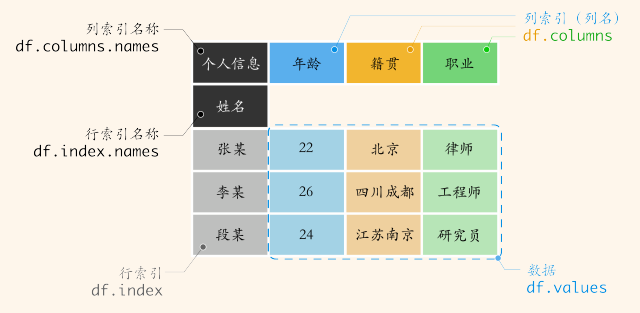 列索引名称
df.columns.names
列索引（列名）
df.columns
个人信息 年龄 籍贯 职业
姓名
行索引名称
df.index.names
张某 22 北京 律师
李某 26 四川成都 工程师
段某 24 江苏南京 研究员
行索引
df.index
数据
df.values